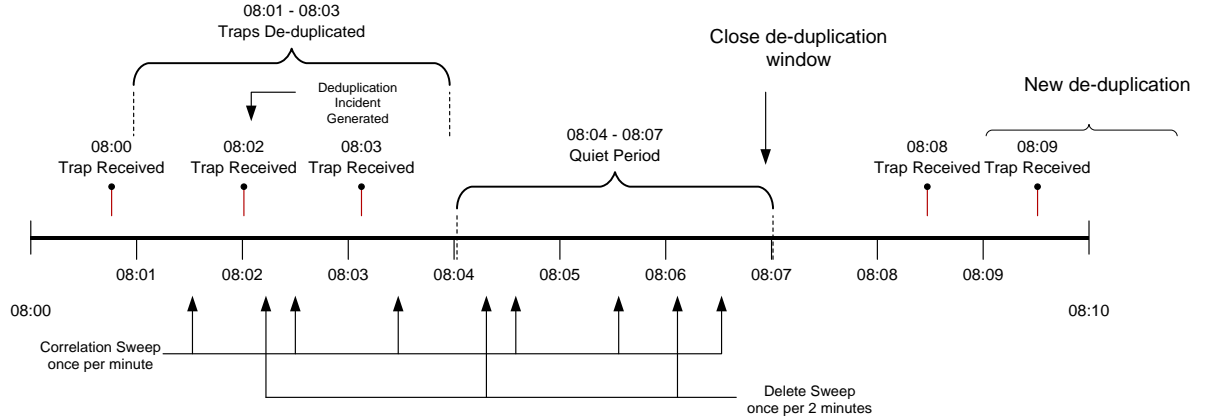 08:01 - 08:03
Traps De-duplicated
Close de-duplication
window
New de-duplication
Deduplication
Incident
Generated
08:04 - 08:07
Quiet Period
08:00
Trap Received
08:02
Trap Received
08:03
Trap Received
08:08
Trap Received
08:09
Trap Received
08:01
08:02
08:03
08:04
08:05
08:06
08:07
08:08
08:09
08:00
08:10
Correlation Sweep
once per minute
Delete Sweep
once per 2 minutes